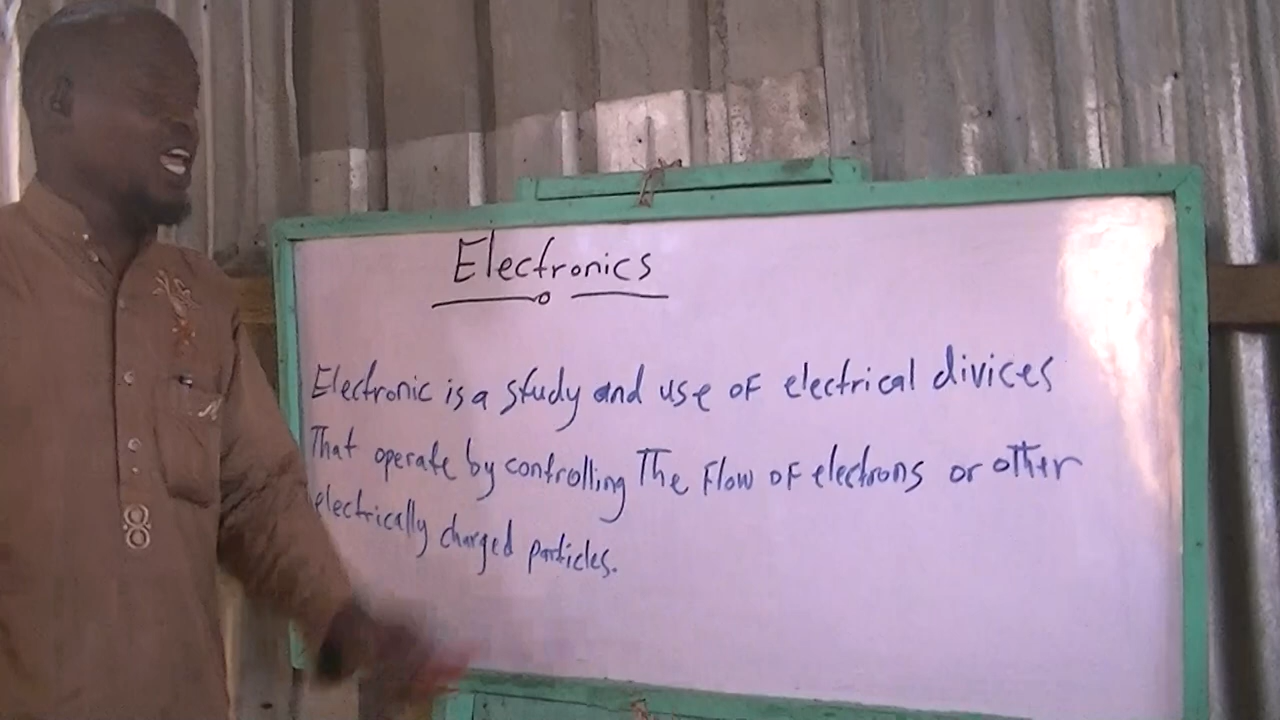 Electronics
Electronic is a study and use of electrical divices
That operate by controlling The flow of electrons or other
electrically charged particles.